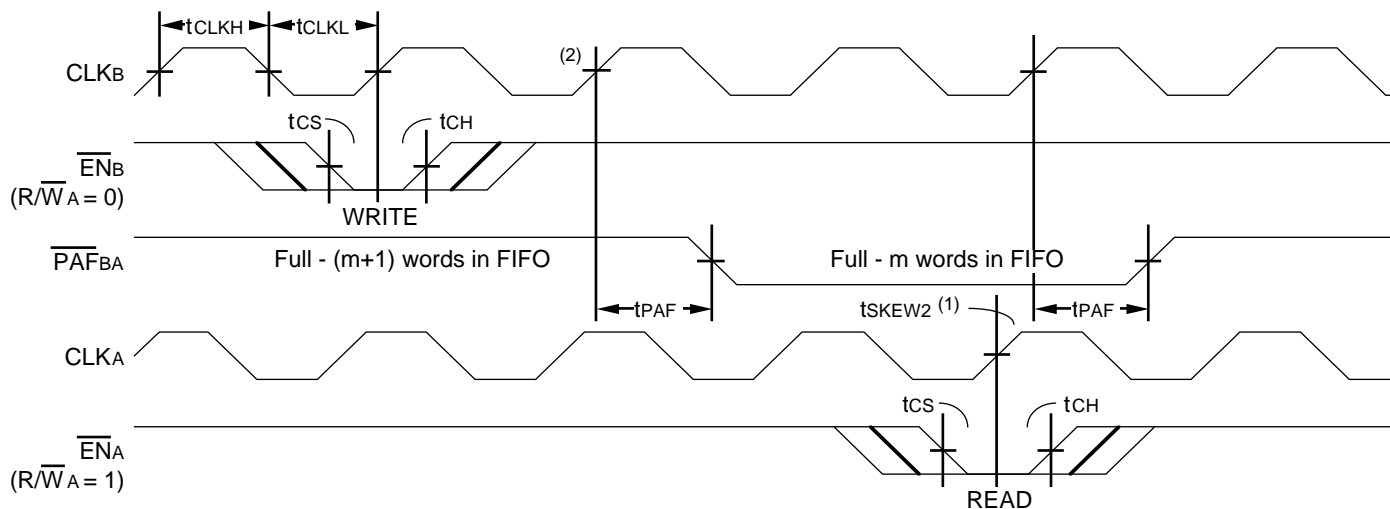 tCLKH tCLKL
CLKB (2)
tCS tCH
ENB
(R/WA = 0)
WRITE
PAFBA Full - (m+1) words in FIFO Full - m words in FIFO
tPAF tSKEW2 (1) tPAF
CLKA
tCS tCH
ENA
(R/WA = 1)
READ